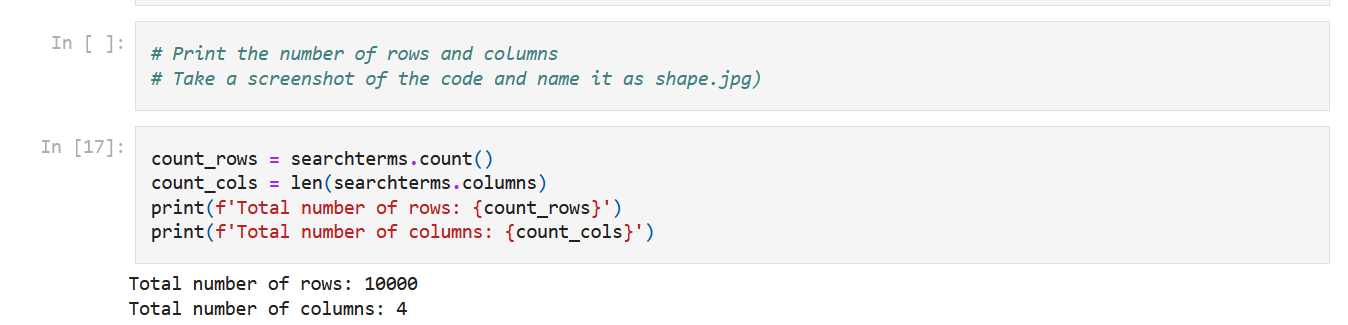 In [ ]:
# Print the number of rows and columns
# Take a screenshot of the code and name it as shape.jpg)
In [17]:
count_rows = searchterms.count()
count_cols = len(searchterms.columns)
print(f'Total number of rows: {count_rows}')
print(f'Total number of columns: {count_cols}')
Total number of rows: 10000
Total number of columns: 4